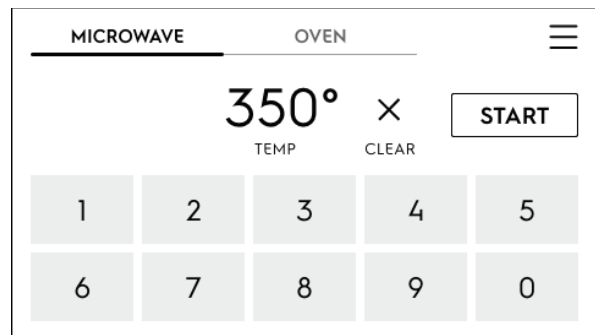 MICROWAVE OVEN
350° × START
TEMP CLEAR
1 2 3 4 5
6 7 8 9 0